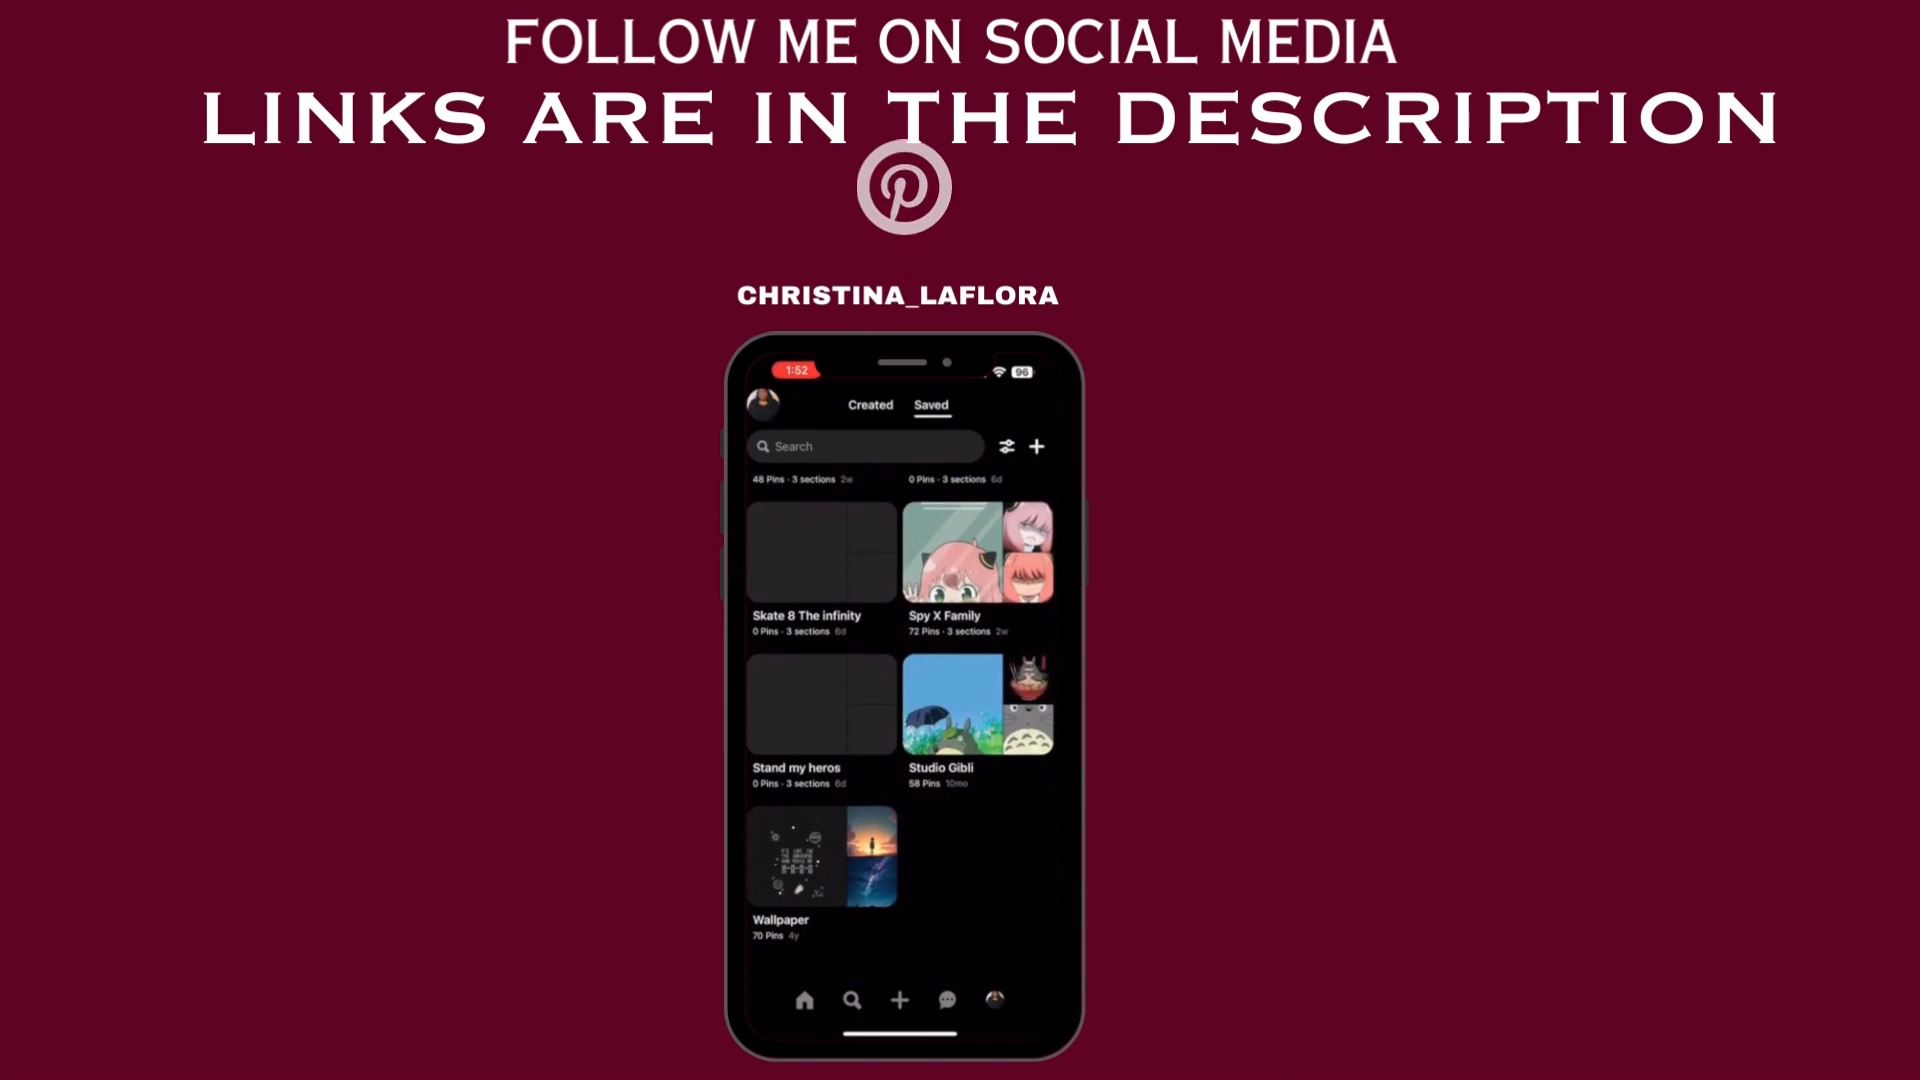 FOLLOW ME ON SOCIAL MEDIA
LINKS ARE IN THE DESCRIPTION
CHRISTINA_LAFLORA
1:52
96
Created Saved
Search
48 Pins · 3 sections 2w
0 Pins · 3 sections 6d
Skate 8 The infinity
0 Pins · 3 sections 6d
Spy X Family
72 Pins · 3 sections 2w
Stand my heros
0 Pins · 3 sections 6d
Studio Gibli
58 Pins 10mo
Wallpaper
70 Pins 4y